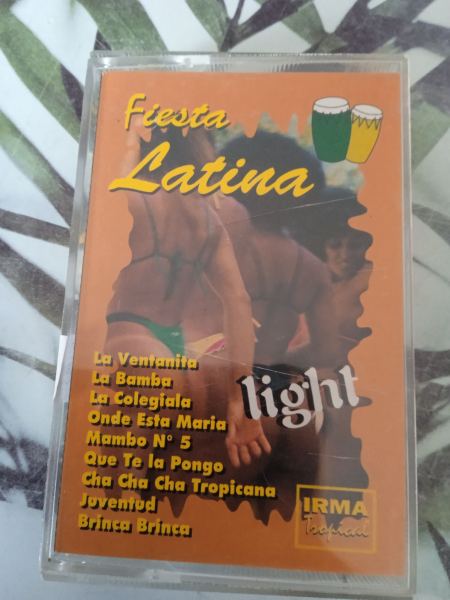 Fiesta
Latina
La Ventanita
La Bamba
La Colegiala
Onde Esta Maria
Mambo N° 5
Que Te la Pongo
Cha Cha Cha Tropicana
Juventud
Brinca Brinca
light
IRMA
Tropical